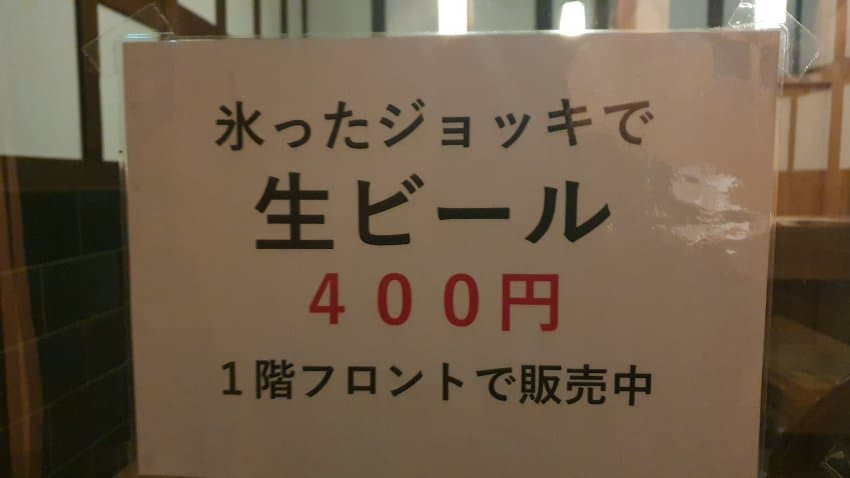 氷ったジョッキで
生ビール
４００円
１階フロントで販売中